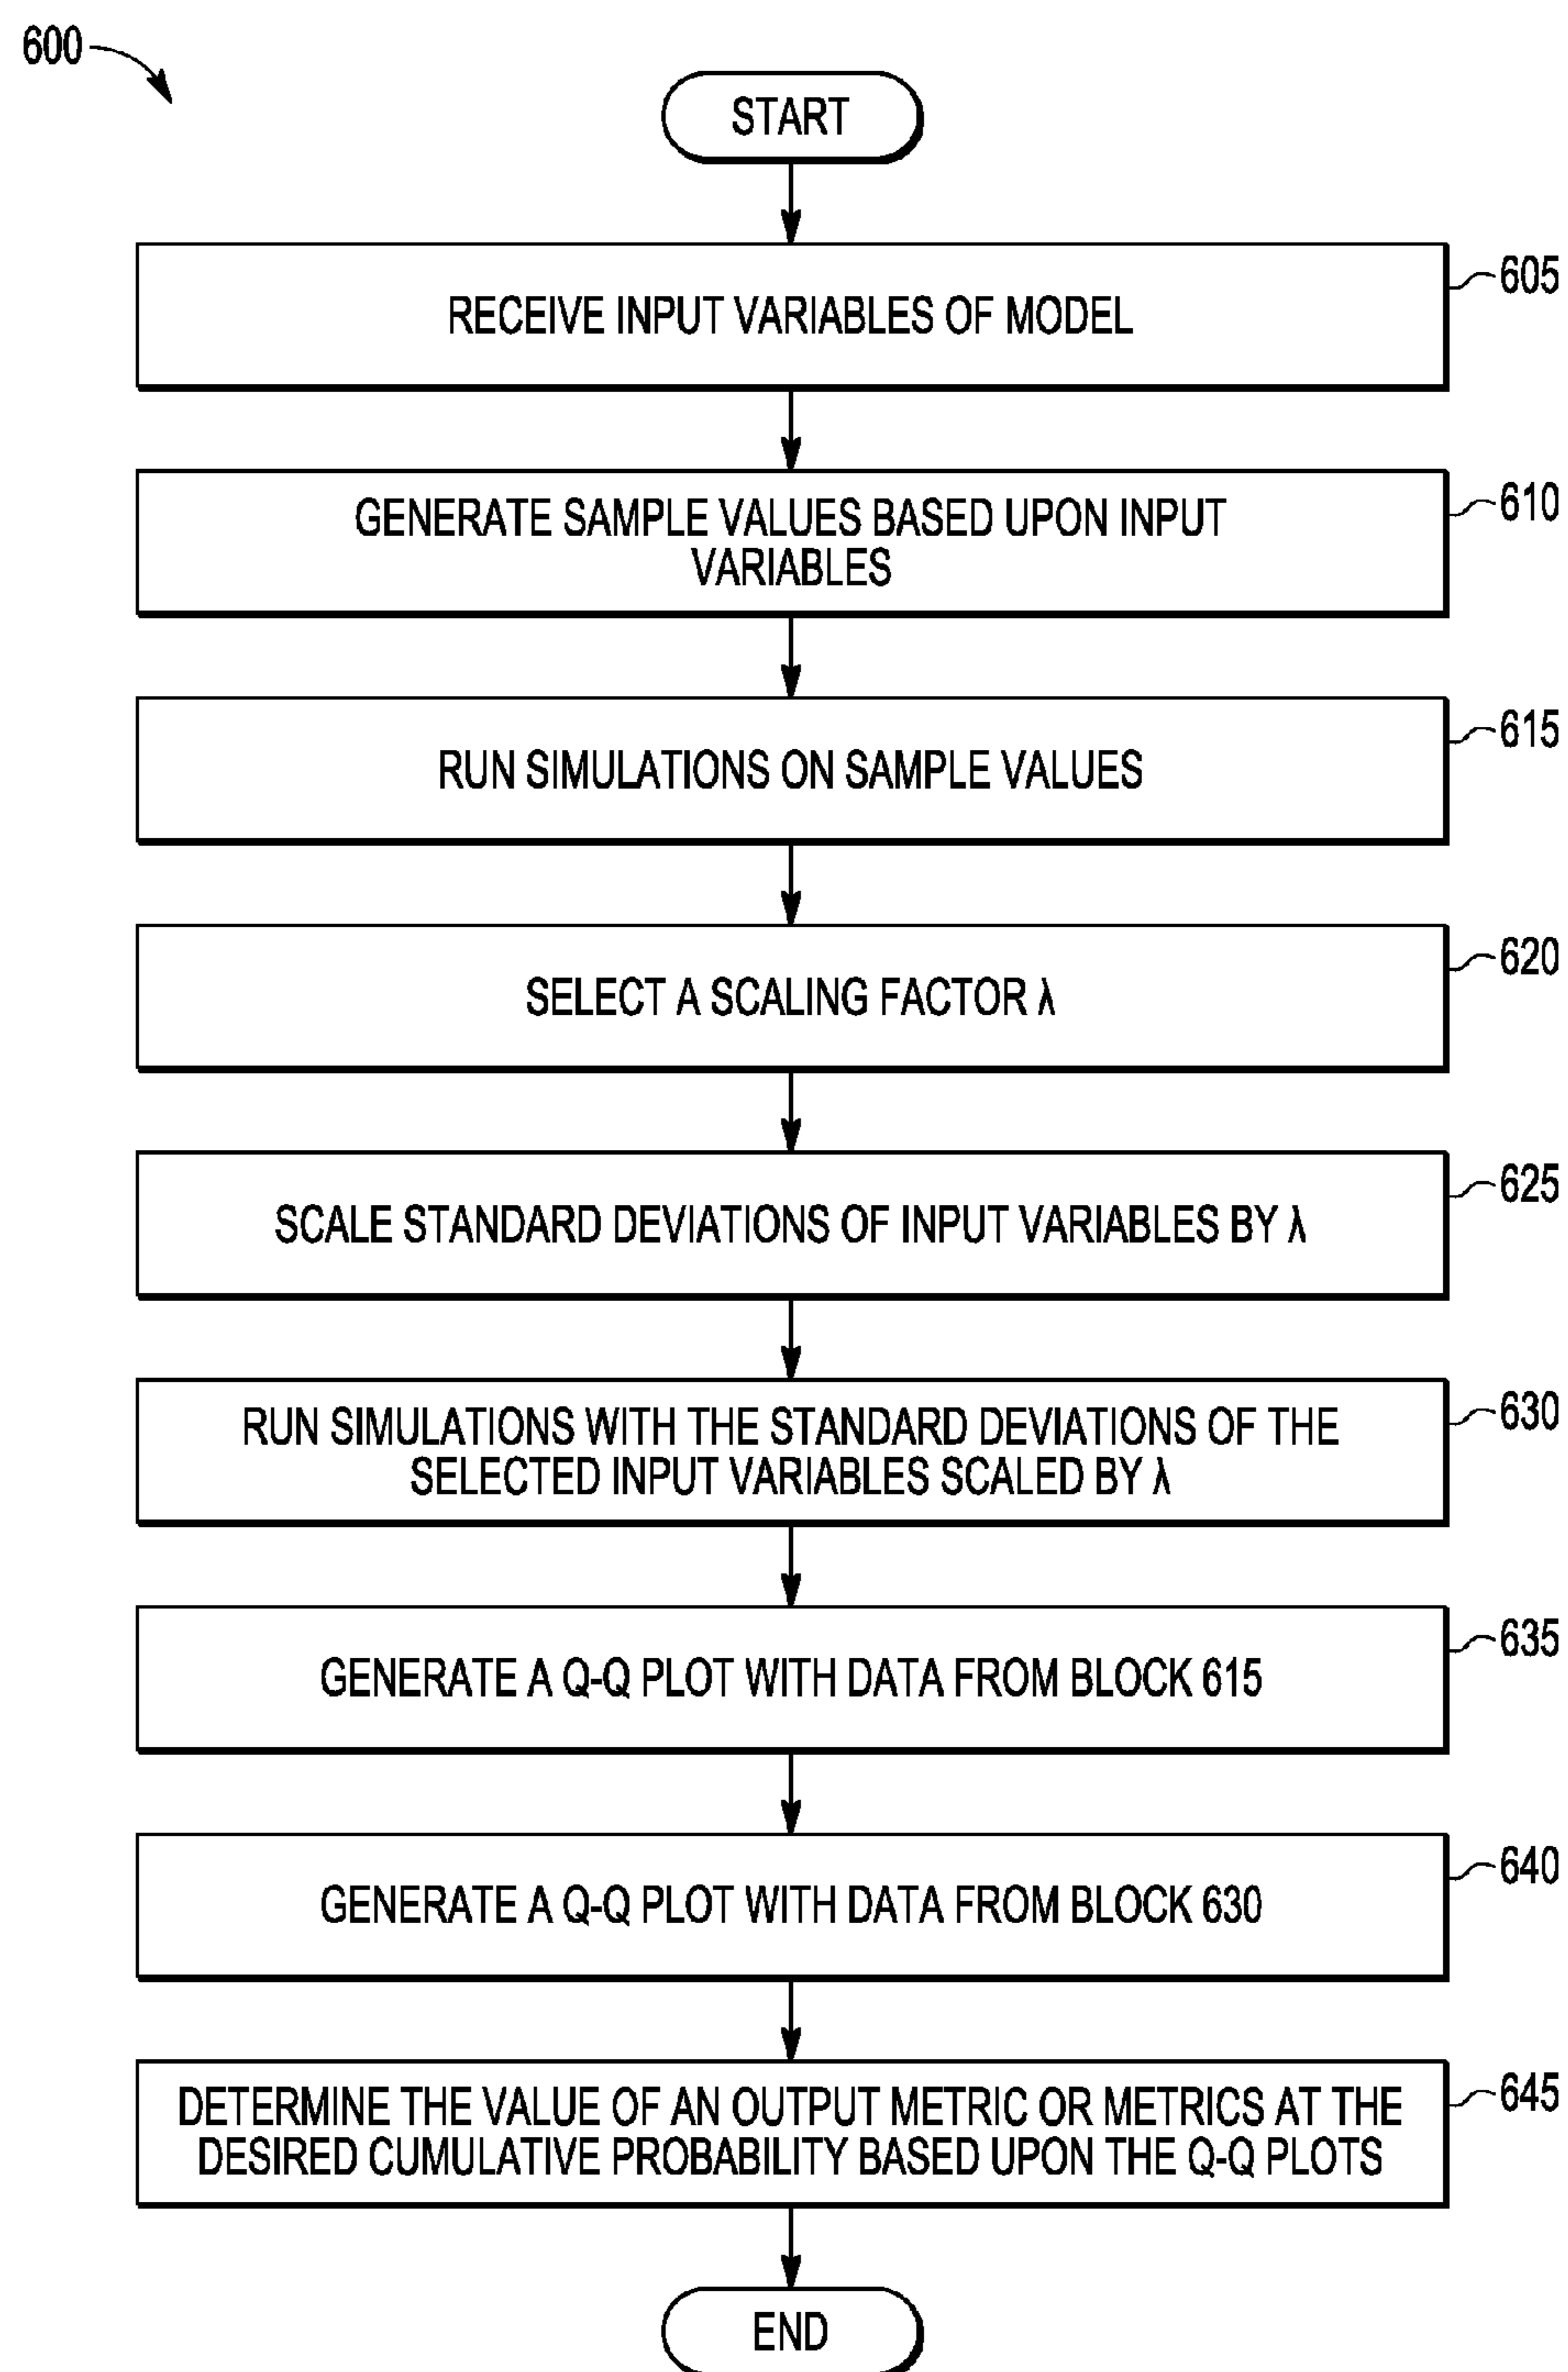 600
START
RECEIVE INPUT VARIABLES OF MODEL
605
GENERATE SAMPLE VALUES BASED UPON INPUT
VARIABLES
610
RUN SIMULATIONS ON SAMPLE VALUES
615
SELECT A SCALING FACTOR λ
620
SCALE STANDARD DEVIATIONS OF INPUT VARIABLES BY λ
625
RUN SIMULATIONS WITH THE STANDARD DEVIATIONS OF THE
SELECTED INPUT VARIABLES SCALED BY λ
630
GENERATE A Q-Q PLOT WITH DATA FROM BLOCK 615
635
GENERATE A Q-Q PLOT WITH DATA FROM BLOCK 630
640
DETERMINE THE VALUE OF AN OUTPUT METRIC OR METRICS AT THE
DESIRED CUMULATIVE PROBABILITY BASED UPON THE Q-Q PLOTS
645
END